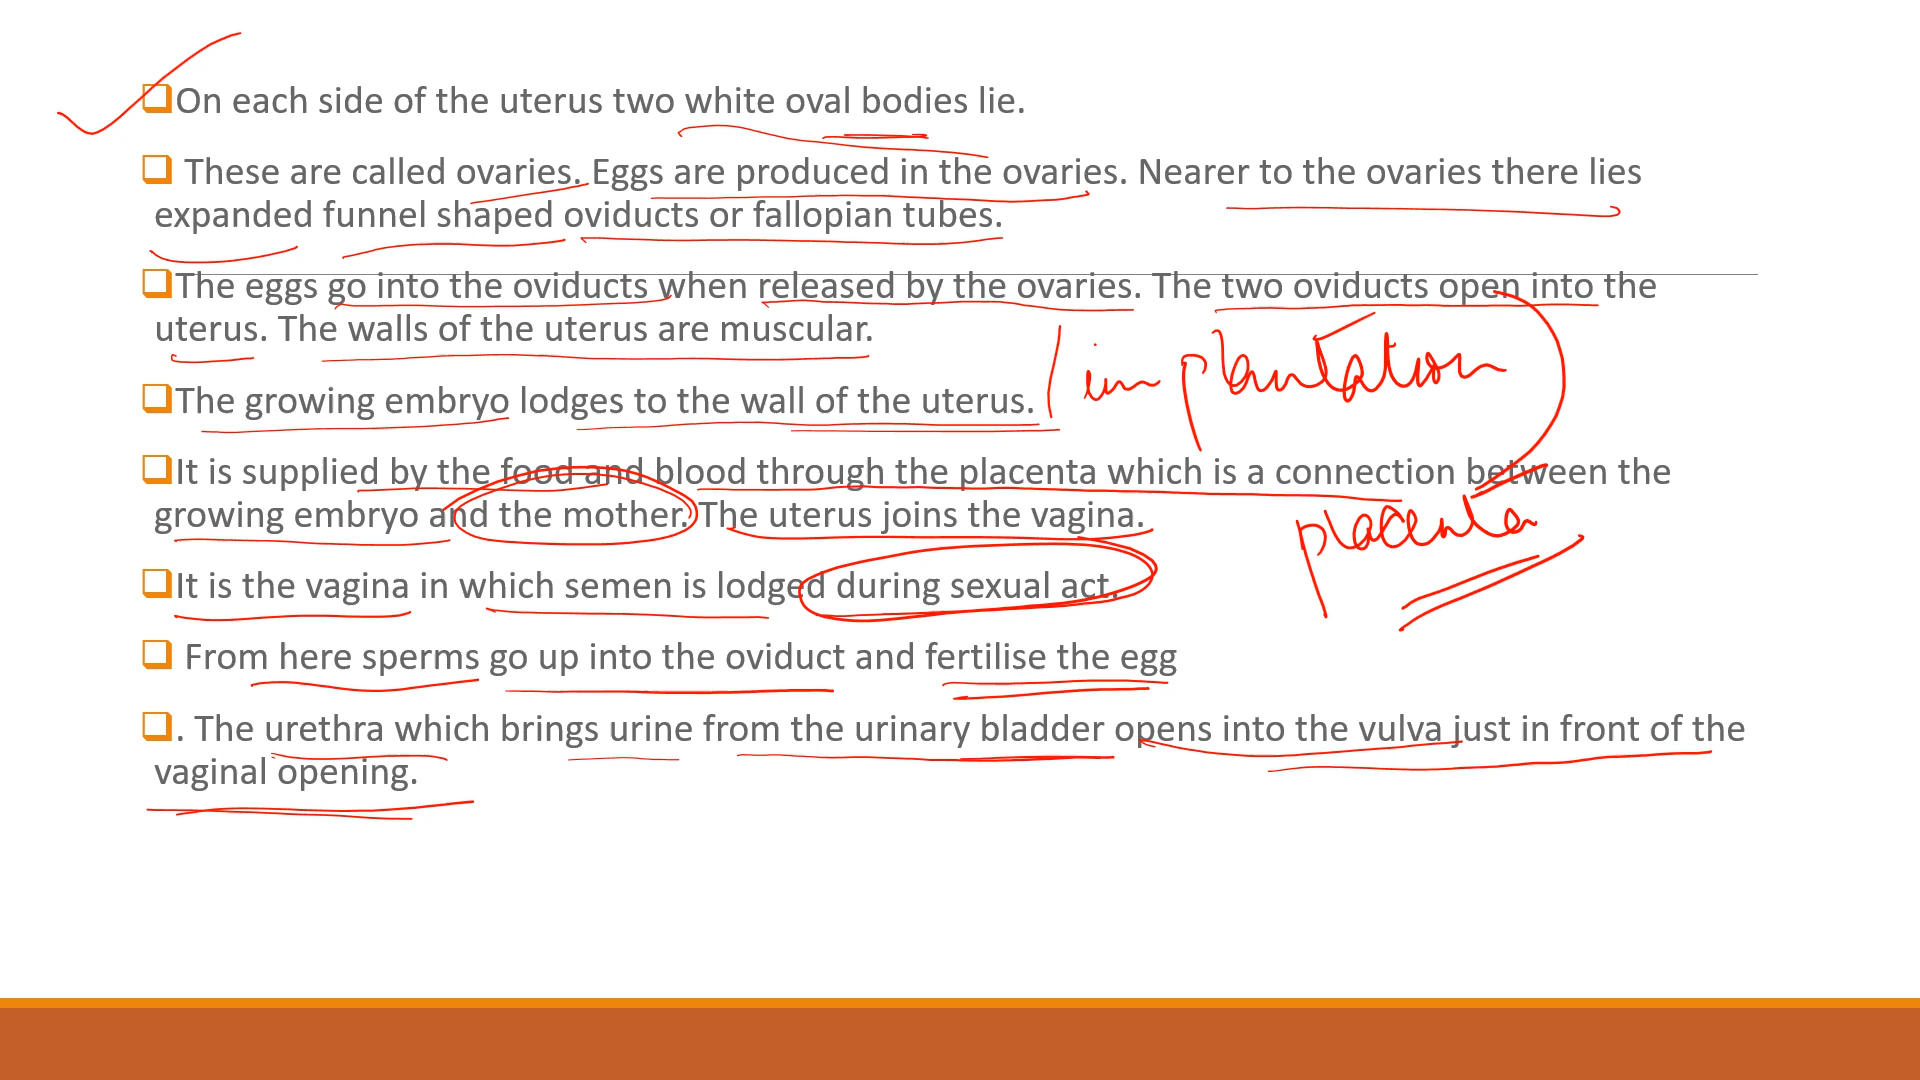 On each side of the uterus two white oval bodies lie.
These are called ovaries. Eggs are produced in the ovaries. Nearer to the ovaries there lies
expanded funnel shaped oviducts or fallopian tubes.
The eggs go into the oviducts when released by the ovaries. The two oviducts open into the
uterus. The walls of the uterus are muscular.
implantation
The growing embryo lodges to the wall of the uterus.
It is supplied by the food and blood through the placenta which is a connection between the
growing embryo and the mother. The uterus joins the vagina.
placenta
It is the vagina in which semen is lodged during sexual act.
From here sperms go up into the oviduct and fertilise the egg
. The urethra which brings urine from the urinary bladder opens into the vulva just in front of the
vaginal opening.